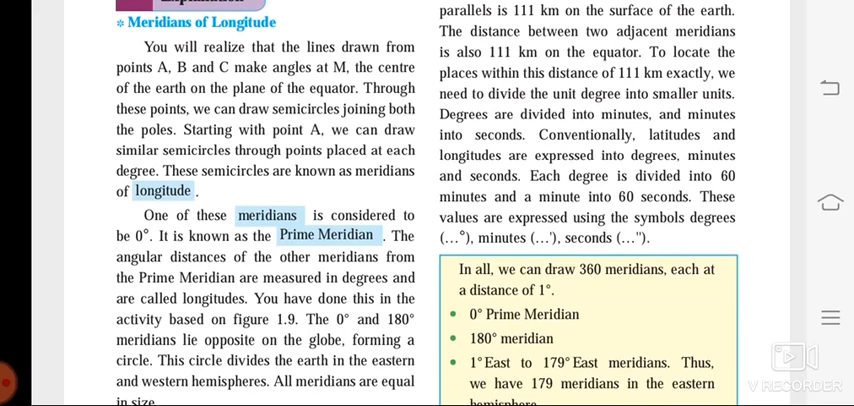 Explanation
* Meridians of Longitude
You will realize that the lines drawn from
points A, B and C make angles at M, the centre
of the earth on the plane of the equator. Through
these points, we can draw semicircles joining both
the poles. Starting with point A, we can draw
similar semicircles through points placed at each
degree. These semicircles are known as meridians
of longitude.
One of these meridians is considered to
be 0°. It is known as the Prime Meridian. The
angular distances of the other meridians from
the Prime Meridian are measured in degrees and
are called longitudes. You have done this in the
activity based on figure 1.9. The 0° and 180°
meridians lie opposite on the globe, forming a
circle. This circle divides the earth in the eastern
and western hemispheres. All meridians are equal
in size.
parallels is 111 km on the surface of the earth.
The distance between two adjacent meridians
is also 111 km on the equator. To locate the
places within this distance of 111 km exactly, we
need to divide the unit degree into smaller units.
Degrees are divided into minutes, and minutes
into seconds. Conventionally, latitudes and
longitudes are expressed into degrees, minutes
and seconds. Each degree is divided into 60
minutes and a minute into 60 seconds. These
values are expressed using the symbols degrees
(...°), minutes (...'), seconds (...").
In all, we can draw 360 meridians, each at
a distance of 1°.
• 0° Prime Meridian
• 180° meridian
• 1° East to 179° East meridians. Thus,
we have 179 meridians in the eastern
hemisphere
V RECORDER